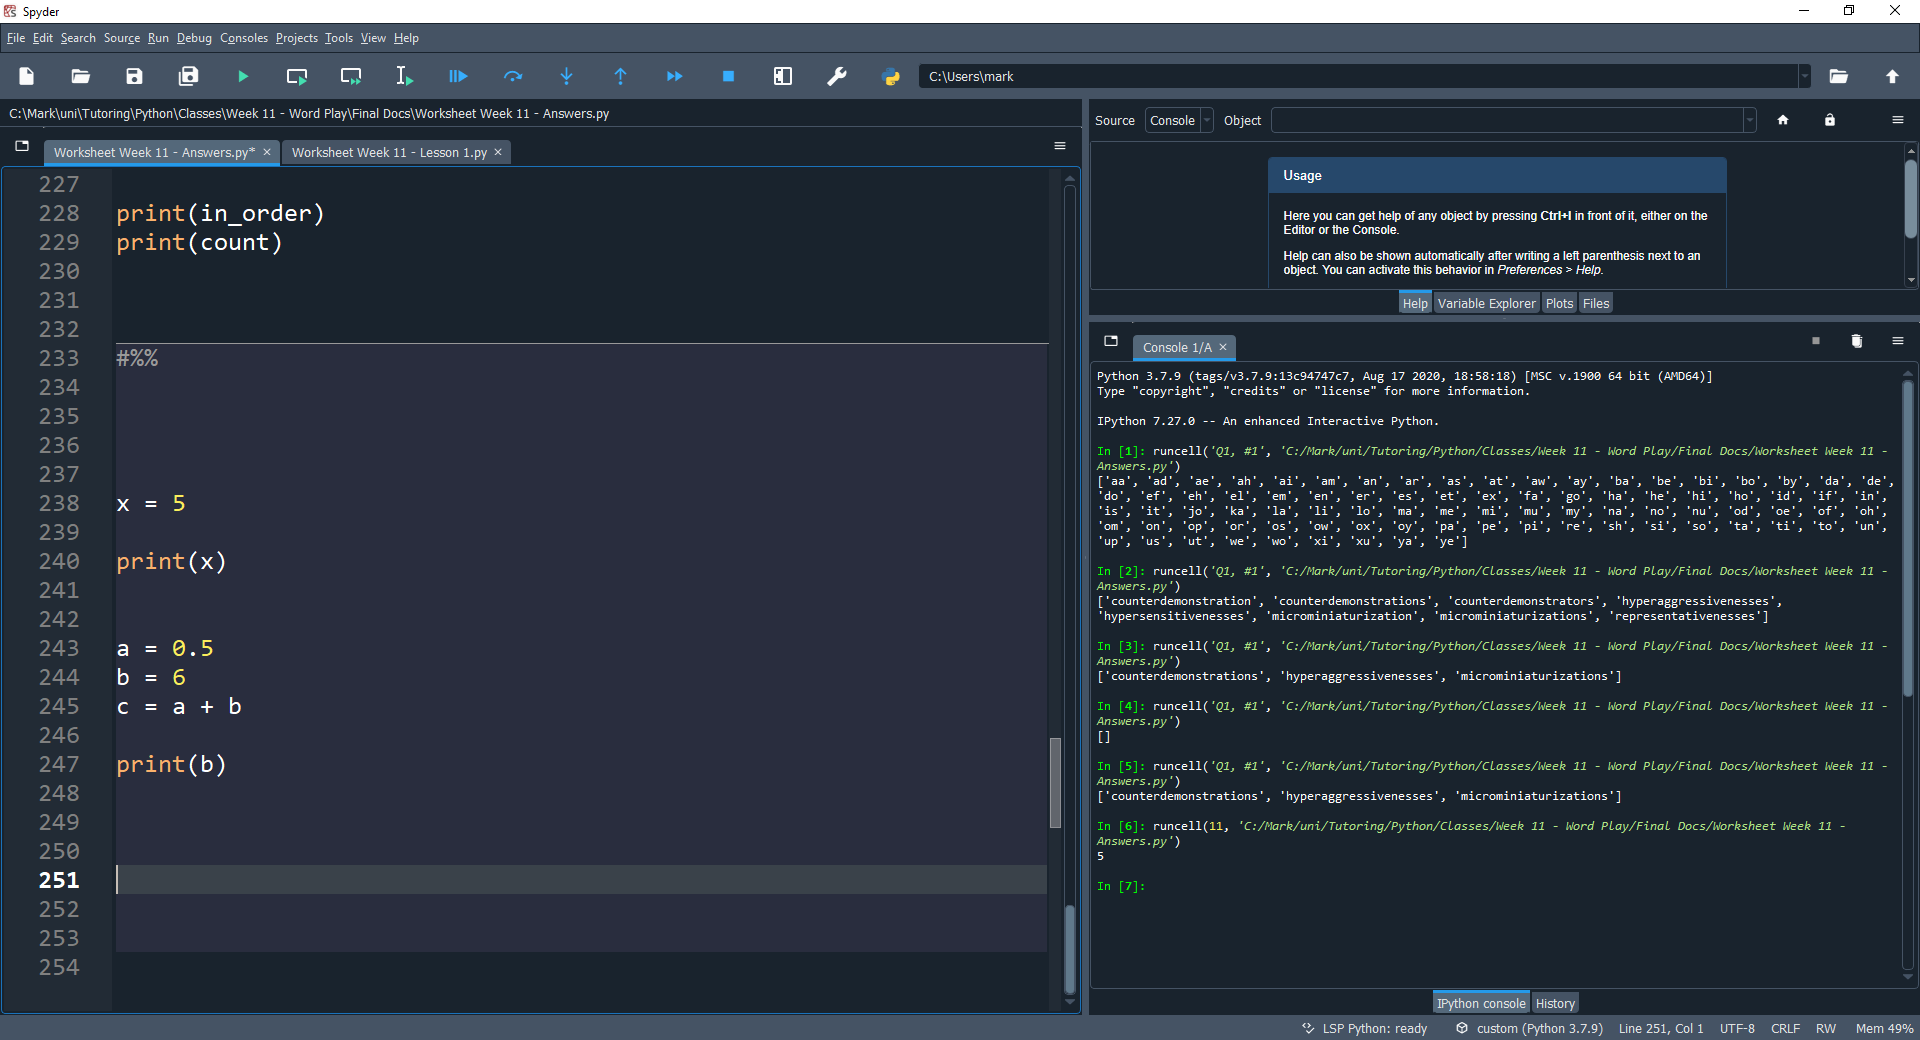 Spyder
File Edit Search Source Run Debug Consoles Projects Tools View Help
C:\Users\mark
C:\Mark\uni\Tutoring\Python\Classes\Week 11 - Word Play\Final Docs\Worksheet Week 11 - Answers.py
Worksheet Week 11 - Answers.py*
Worksheet Week 11 - Lesson 1.py
227
228 print(in_order)
229 print(count)
230
231
232
233 #%%
234
235
236
237
238 x = 5
239
240 print(x)
241
242
243 a = 0.5
244 b = 6
245 c = a + b
246
247 print(b)
248
249
250
251
252
253
254
Source Console Object
Usage
Here you can get help of any object by pressing Ctrl+I in front of it, either on the
Editor or the Console.
Help can also be shown automatically after writing a left parenthesis next to an
object. You can activate this behavior in Preferences > Help.
Help Variable Explorer Plots Files
Console 1/A
Python 3.7.9 (tags/v3.7.9:13c94747c7, Aug 17 2020, 18:58:18) [MSC v.1900 64 bit (AMD64)]
Type "copyright", "credits" or "license" for more information.
IPython 7.27.0 -- An enhanced Interactive Python.
In [1]: runcell('Q1, #1', 'C:/Mark/uni/Tutoring/Python/Classes/Week 11 - Word Play/Final Docs/Worksheet Week 11 -
Answers.py')
['aa', 'ad', 'ae', 'ah', 'ai', 'am', 'an', 'ar', 'as', 'at', 'aw', 'ay', 'ba', 'be', 'bi', 'bo', 'by', 'da', 'de',
'do', 'ef', 'eh', 'el', 'em', 'en', 'er', 'es', 'et', 'ex', 'fa', 'go', 'ha', 'he', 'hi', 'ho', 'id', 'if', 'in',
'is', 'it', 'jo', 'ka', 'la', 'li', 'lo', 'ma', 'me', 'mi', 'mu', 'my', 'na', 'no', 'nu', 'od', 'oe', 'of', 'oh',
'om', 'on', 'op', 'or', 'os', 'ow', 'ox', 'oy', 'pa', 'pe', 'pi', 're', 'sh', 'si', 'so', 'ta', 'ti', 'to', 'un',
'up', 'us', 'ut', 'we', 'wo', 'xi', 'xu', 'ya', 'ye']
In [2]: runcell('Q1, #1', 'C:/Mark/uni/Tutoring/Python/Classes/Week 11 - Word Play/Final Docs/Worksheet Week 11 -
Answers.py')
['counterdemonstration', 'counterdemonstrations', 'counterdemonstrators', 'hyperaggressivenesses',
'hypersensitivenesses', 'microminiaturization', 'microminiaturizations', 'representativenesses']
In [3]: runcell('Q1, #1', 'C:/Mark/uni/Tutoring/Python/Classes/Week 11 - Word Play/Final Docs/Worksheet Week 11 -
Answers.py')
['counterdemonstrations', 'hyperaggressivenesses', 'microminiaturizations']
In [4]: runcell('Q1, #1', 'C:/Mark/uni/Tutoring/Python/Classes/Week 11 - Word Play/Final Docs/Worksheet Week 11 -
Answers.py')
[]
In [5]: runcell('Q1, #1', 'C:/Mark/uni/Tutoring/Python/Classes/Week 11 - Word Play/Final Docs/Worksheet Week 11 -
Answers.py')
['counterdemonstrations', 'hyperaggressivenesses', 'microminiaturizations']
In [6]: runcell(11, 'C:/Mark/uni/Tutoring/Python/Classes/Week 11 - Word Play/Final Docs/Worksheet Week 11 -
Answers.py')
5
In [7]:
IPython console History
LSP Python: ready custom (Python 3.7.9) Line 251, Col 1 UTF-8 CRLF RW Mem 49%